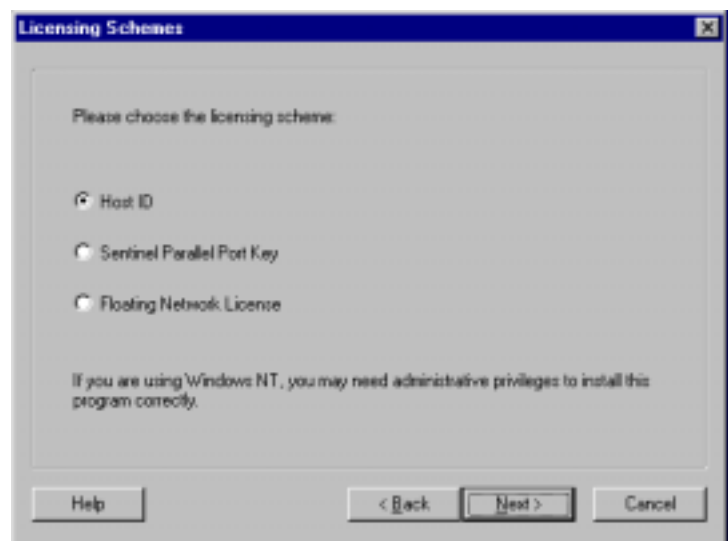 Licensing Schemes
Please choose the licensing scheme:
Host ID
Sentinel Parallel Port Key
Floating Network License
If you are using Windows NT, you may need administrative privileges to install this
program correctly.
Help
< Back
Next >
Cancel